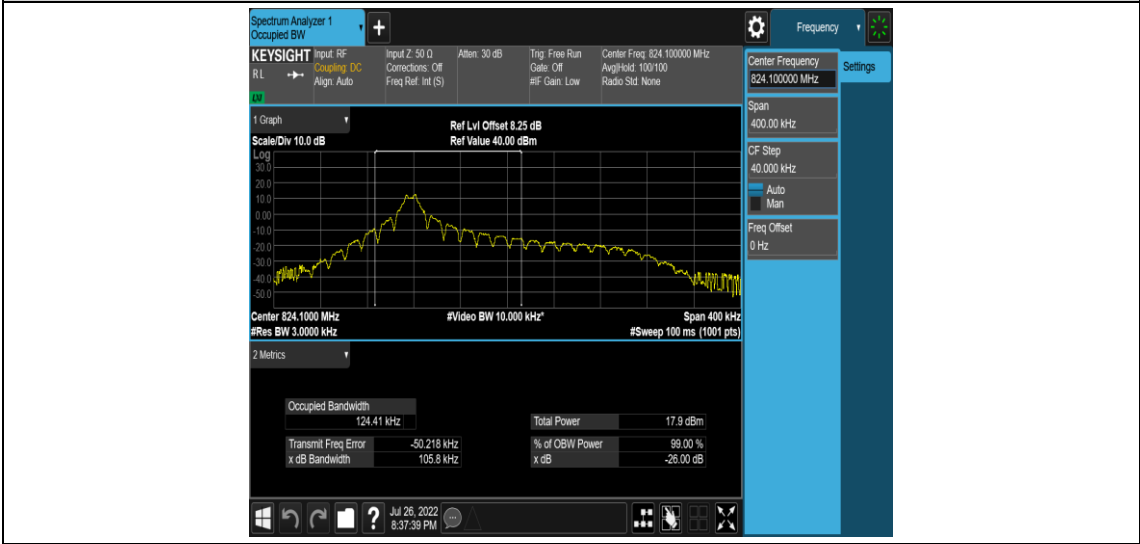 Spectrum Analyzer 1
Occupied BW
+
Frequency
KEYSIGHT
RL
LW
Input: RF
Coupling: DC
Align: Auto
Input Z: 50 Ω
Corrections: Off
Freq Ref: Int (S)
Atten: 30 dB
Trig: Free Run
Gate: Off
#IF Gain: Low
Center Freq: 824.100000 MHz
Avg|Hold: 100/100
Radio Std: None
Center Frequency
824.100000 MHz
Settings
Span
400.00 kHz
CF Step
40.000 kHz
Auto
Man
Freq Offset
0 Hz
1 Graph
Scale/Div 10.0 dB
Ref Lvl Offset 8.25 dB
Ref Value 40.00 dBm
Log
30.0
20.0
10.0
0.00
-10.0
-20.0
-30.0
-40.0
-50.0
Center 824.1000 MHz
#Video BW 10.000 kHz*
Span 400 kHz
#Res BW 3.0000 kHz
#Sweep 100 ms (1001 pts)
2 Metrics
Occupied Bandwidth
124.41 kHz
Total Power 17.9 dBm
Transmit Freq Error -50.218 kHz
% of OBW Power 99.00 %
x dB Bandwidth 105.8 kHz
x dB -26.00 dB
?
Jul 26, 2022
8:37:39 PM